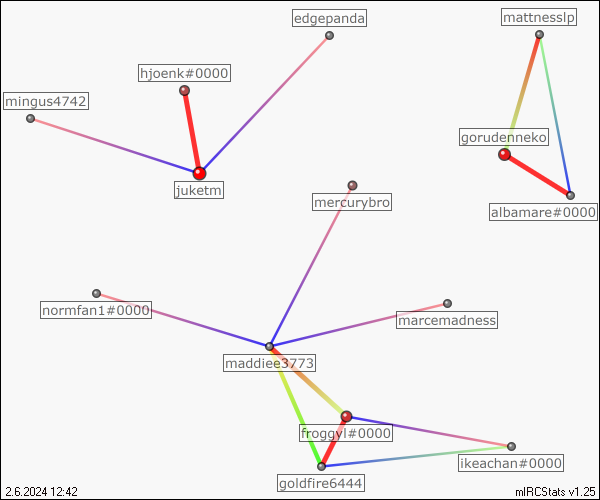 edgepanda
mattnesslp
hjoenk#0000
mingus4742
gorudenneko
juketm
mercurybro
albamare#0000
normfan1#0000
marcemadness
maddiee3773
froggyl#0000
ikeachan#0000
goldfire6444
2.6.2024 12:42
mIRCStats v1.25